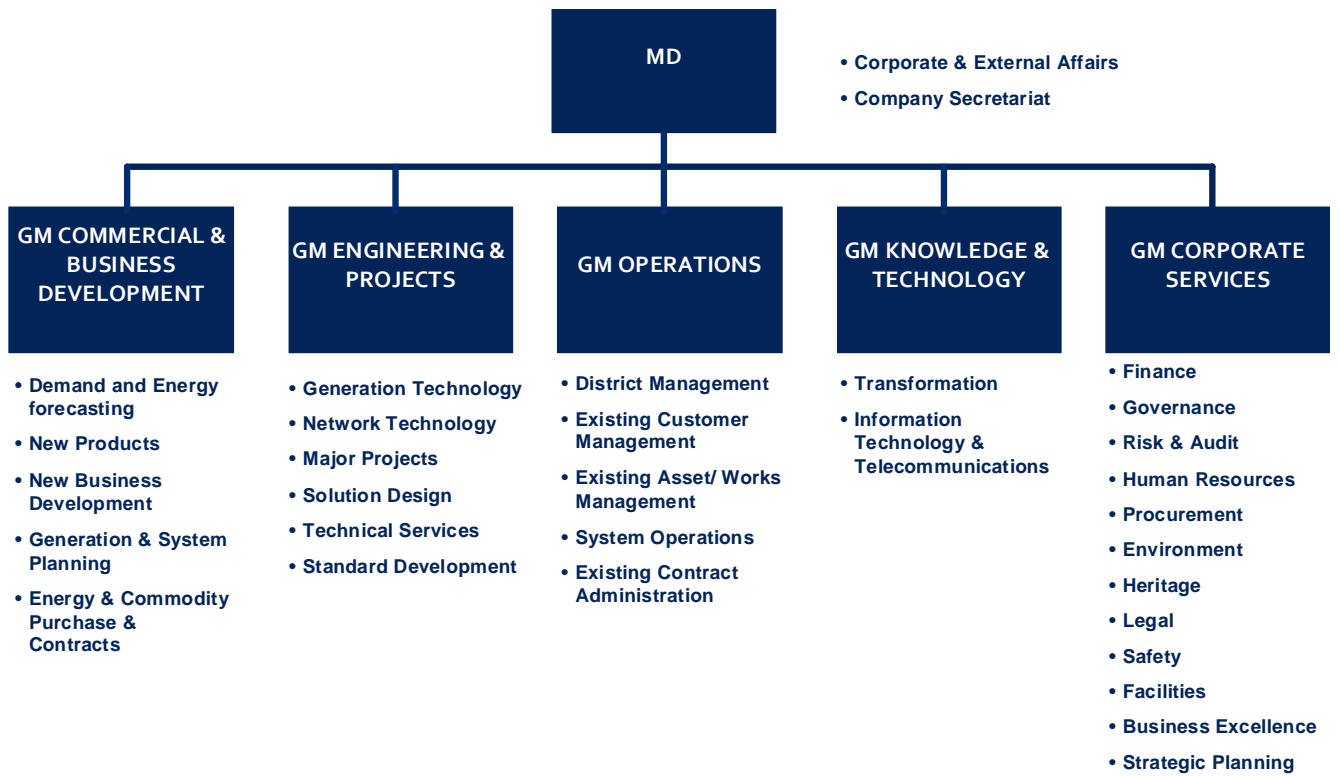 MD
• Corporate & External Affairs
• Company Secretariat
GM COMMERCIAL &
BUSINESS
DEVELOPMENT
• Demand and Energy
forecasting
• New Products
• New Business
Development
• Generation & System
Planning
• Energy & Commodity
Purchase &
Contracts
GM ENGINEERING &
PROJECTS
• Generation Technology
• Network Technology
• Major Projects
• Solution Design
• Technical Services
• Standard Development
GM OPERATIONS
• District Management
• Existing Customer
Management
• Existing Asset/ Works
Management
• System Operations
• Existing Contract
Administration
GM KNOWLEDGE &
TECHNOLOGY
• Transformation
• Information
Technology &
Telecommunications
GM CORPORATE
SERVICES
• Finance
• Governance
• Risk & Audit
• Human Resources
• Procurement
• Environment
• Heritage
• Legal
• Safety
• Facilities
• Business Excellence
• Strategic Planning